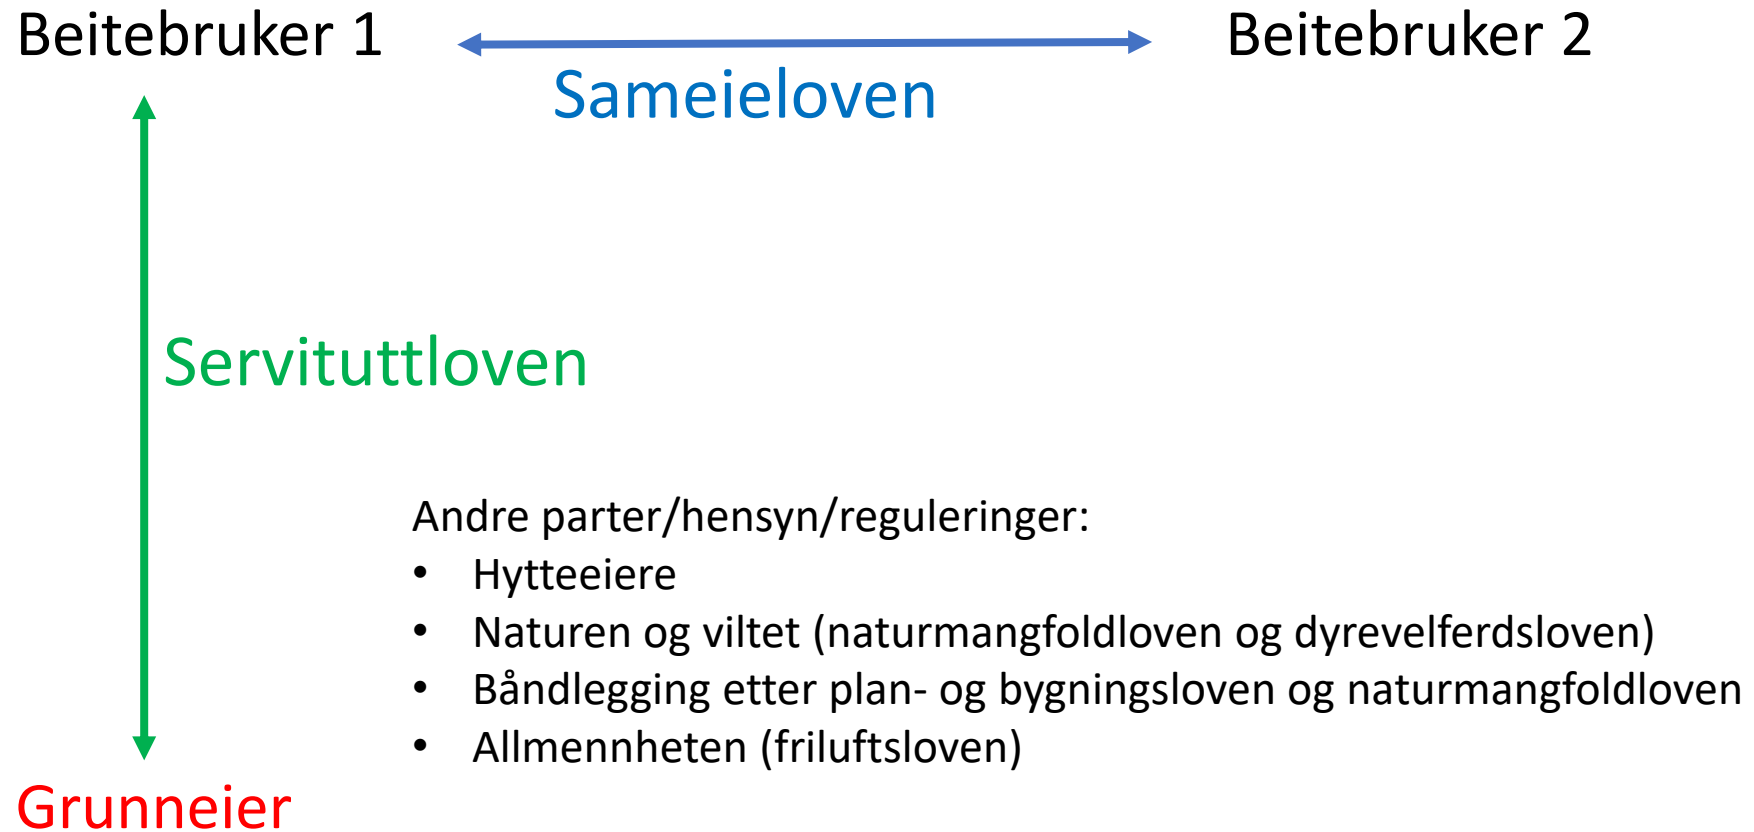 Beitebruker 1
Beitebruker 2
Sameieloven
Servituttloven
Andre parter/hensyn/reguleringer:
• Hytteeiere
• Naturen og viltet (naturmangfoldloven og dyrevelferdsloven)
• Båndlegging etter plan- og bygningsloven og naturmangfoldloven
• Allmennheten (friluftsloven)
Grunneier